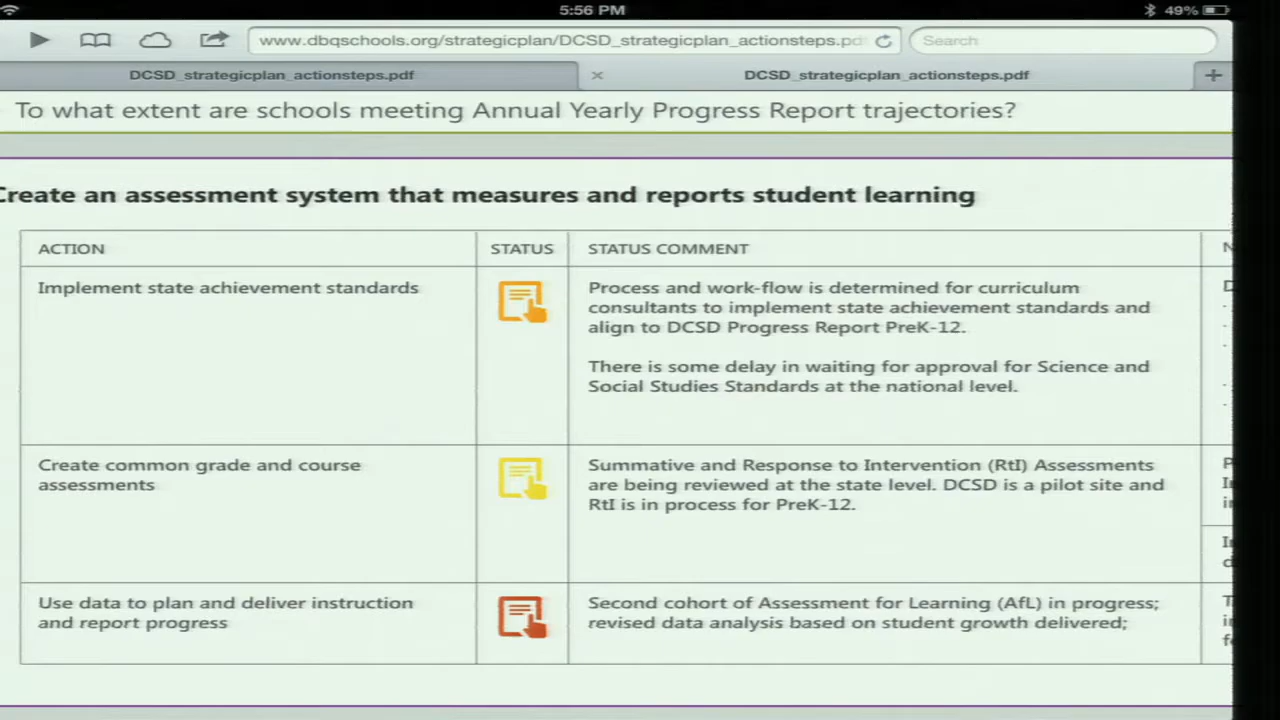 5:56 PM
49%
www.dbqschools.org/strategicplan/DCSD_strategicplan_actionsteps.pd
Search
DCSD_strategicplan_actionsteps.pdf
DCSD_strategicplan_actionsteps.pdf
To what extent are schools meeting Annual Yearly Progress Report trajectories?
Create an assessment system that measures and reports student learning
ACTION
STATUS
STATUS COMMENT
Implement state achievement standards
Process and work-flow is determined for curriculum
consultants to implement state achievement standards and
align to DCSD Progress Report PreK-12.
There is some delay in waiting for approval for Science and
Social Studies Standards at the national level.
Create common grade and course
assessments
Summative and Response to Intervention (RtI) Assessments
are being reviewed at the state level. DCSD is a pilot site and
RtI is in process for PreK-12.
Use data to plan and deliver instruction
and report progress
Second cohort of Assessment for Learning (AfL) in progress;
revised data analysis based on student growth delivered;